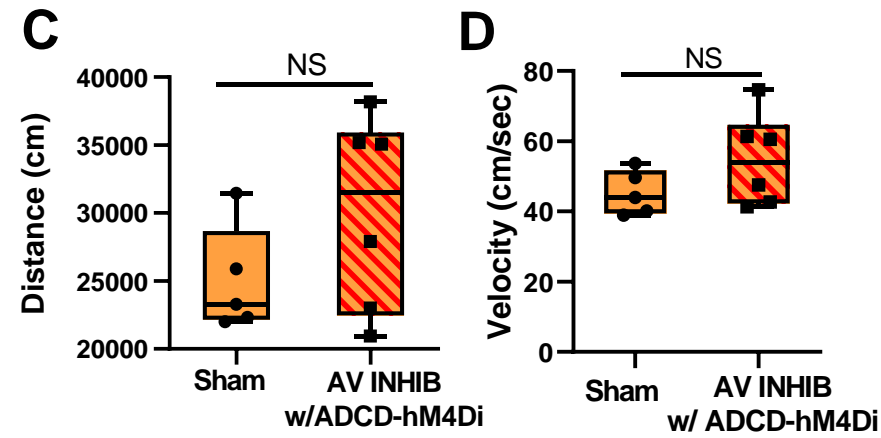 C
NS
Distance (cm)
40000
35000
30000
25000
20000
Sham
AV INHIB
w/ADCD-hM4Di
D
NS
Velocity (cm/sec)
80
60
40
20
0
Sham
AV INHIB
w/ ADCD-hM4Di